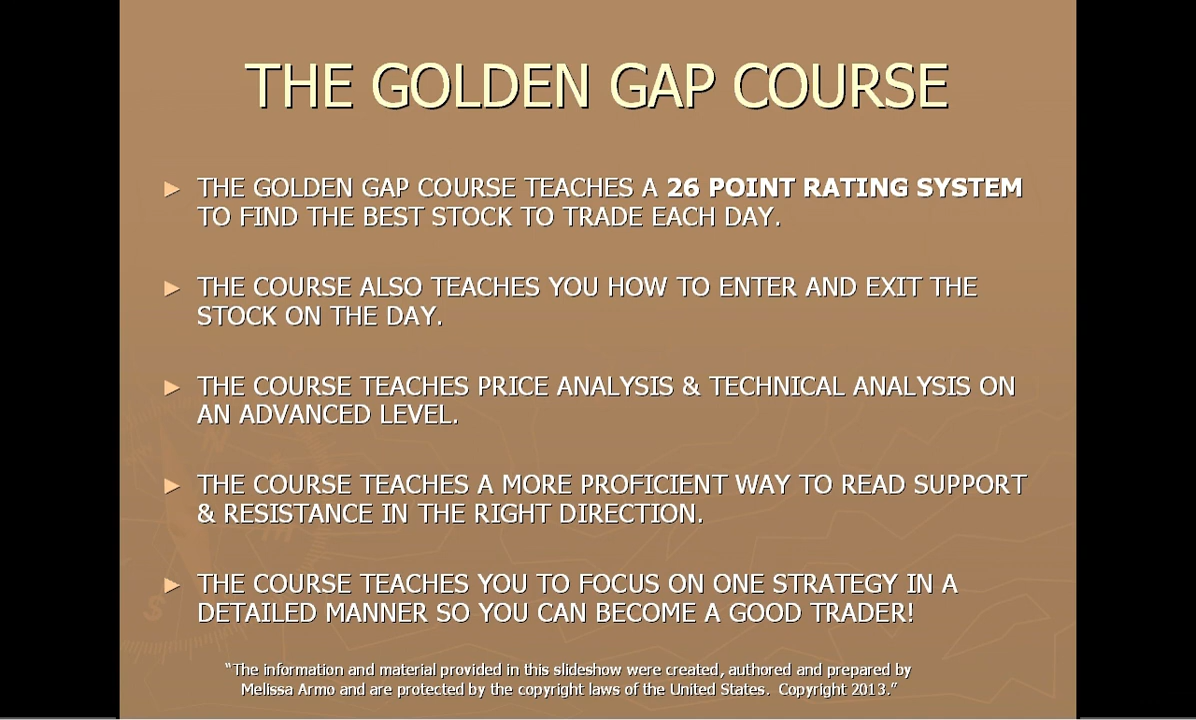 THE GOLDEN GAP COURSE
► THE GOLDEN GAP COURSE TEACHES A 26 POINT RATING SYSTEM
TO FIND THE BEST STOCK TO TRADE EACH DAY.
► THE COURSE ALSO TEACHES YOU HOW TO ENTER AND EXIT THE
STOCK ON THE DAY.
► THE COURSE TEACHES PRICE ANALYSIS & TECHNICAL ANALYSIS ON
AN ADVANCED LEVEL.
► THE COURSE TEACHES A MORE PROFICIENT WAY TO READ SUPPORT
& RESISTANCE IN THE RIGHT DIRECTION.
► THE COURSE TEACHES YOU TO FOCUS ON ONE STRATEGY IN A
DETAILED MANNER SO YOU CAN BECOME A GOOD TRADER!
“The information and material provided in this slideshow were created, authored and prepared by
Melissa Armo and are protected by the copyright laws of the United States.  Copyright 2013.”